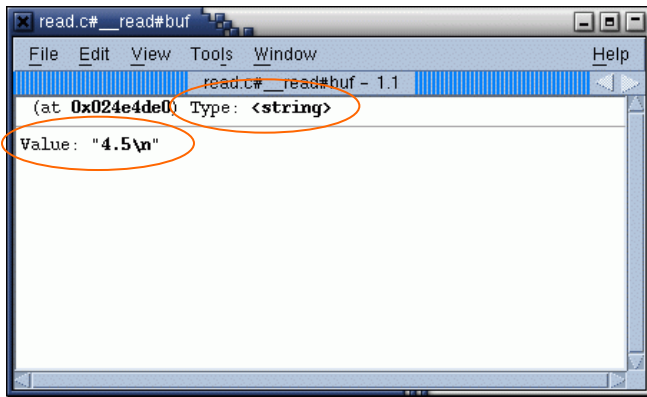 read.c#__read#buf
File Edit View Tools Window Help
read.c#__read#buf - 1.1
(at 0x024e4de0) Type: <string>
Value: "4.5\n"